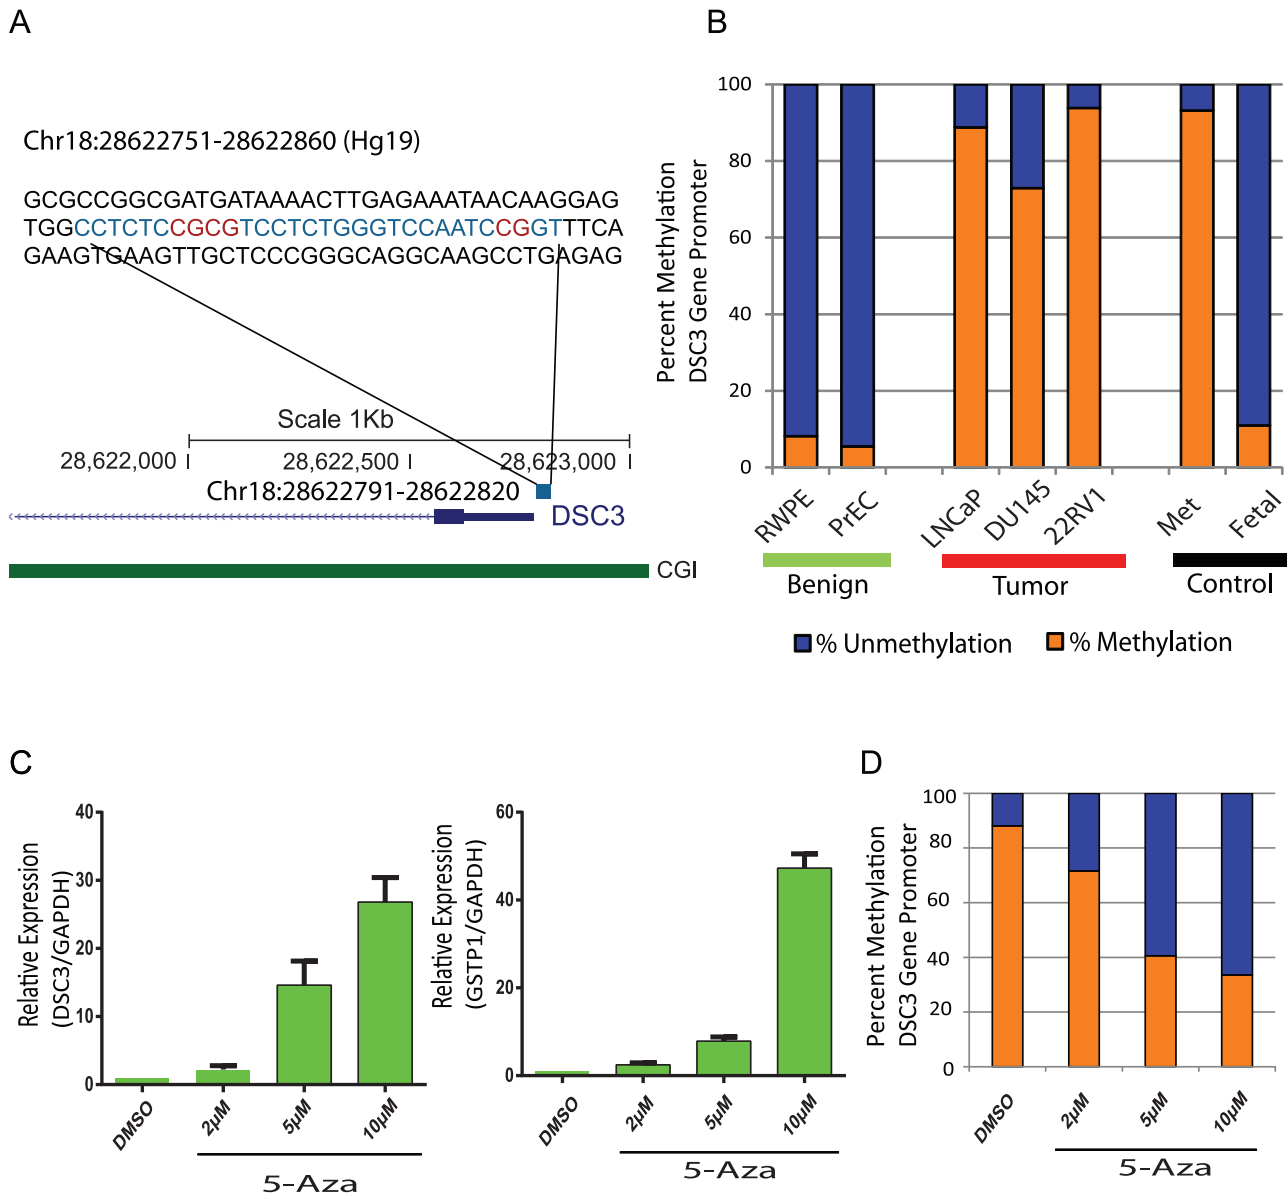 A
Chr18:28622751-28622860 (Hg19)
GCGCCGGCGATGATAAAACTTGAGAAATAACAAGGAG
TGGCCTCTCCGCGTCCTCTGGGTCCAATCCGGTTTCA
GAAGTGAAGTTGCTCCCGGGCAGGCAAGCCTGAGAG
Scale 1Kb
28,622,000 28,622,500 28,623,000
Chr18:28622791-28622820
DSC3
CGI
B
Percent Methylation
DSC3 Gene Promoter
100
80
60
40
20
0
RWPE PrEC LNCaP DU145 22RV1 Met Fetal
Benign Tumor Control
% Unmethylation % Methylation
C
Relative Expression
(DSC3/GAPDH)
40
30
20
10
0
DMSO 2µM 5µM 10µM
5-Aza
Relative Expression
(GSTP1/GAPDH)
60
40
20
0
DMSO 2µM 5µM 10µM
5-Aza
D
Percent Methylation
DSC3 Gene Promoter
100
80
60
40
20
0
DMSO 2µM 5µM 10µM
5-Aza